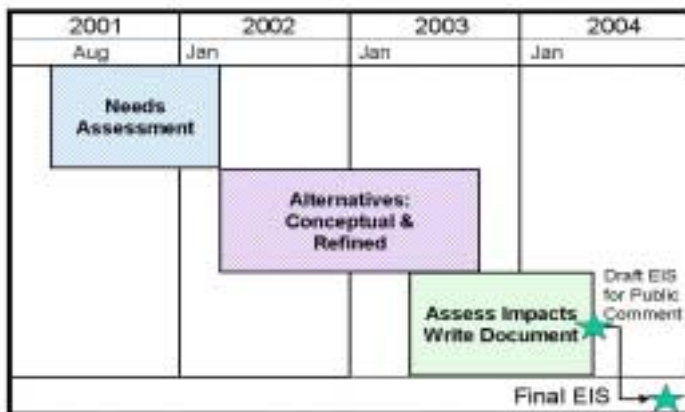 2001 2002 2003 2004
Aug Jan Jan Jan
Needs
Assessment
Alternatives:
Conceptual &
Refined
Assess Impacts
Write Document
Draft EIS
for Public
Comment
Final EIS